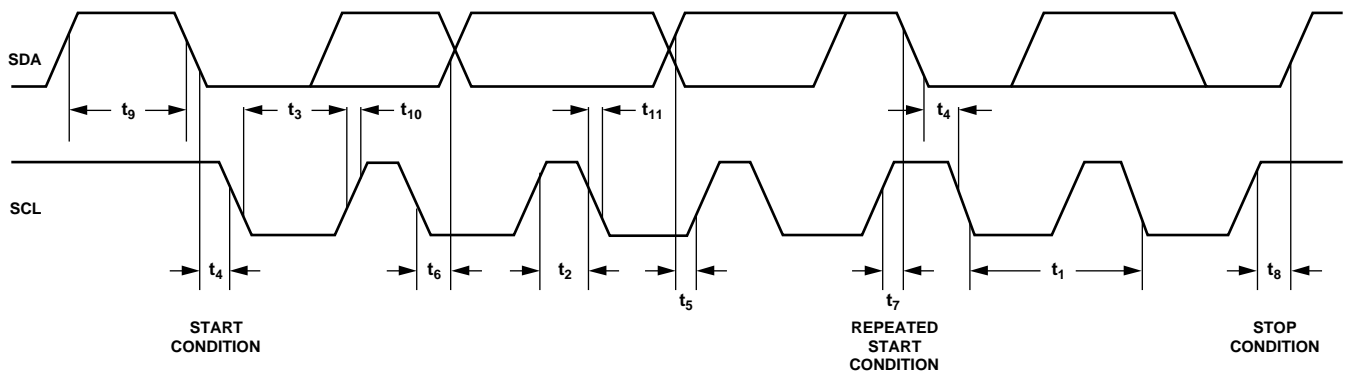 SDA
t9
t3
t10
t11
t4
SCL
t4
t6
t2
t5
t7
t1
t8
START
CONDITION
REPEATED
START
CONDITION
STOP
CONDITION